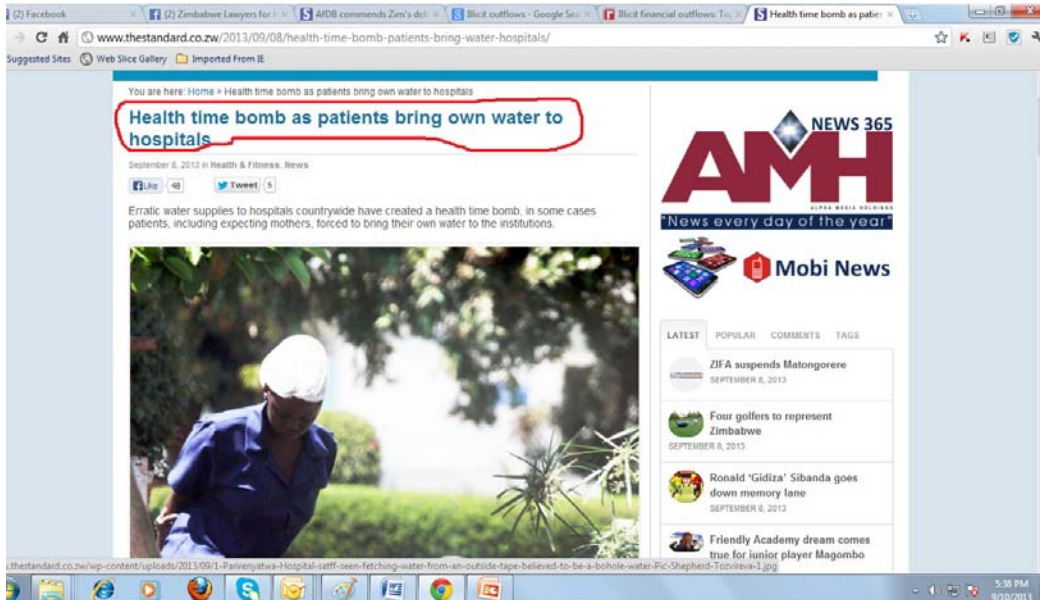 (2) Facebook
(2) Zimbabwe Lawyers for H
AfDB commends Zim's del
Illicit outflows - Google Sea
Illicit financial outflows: To
Health time bomb as patien
www.thestandard.co.zw/2013/09/08/health-time-bomb-patients-bring-water-hospitals/
Suggested Sites
Web Slice Gallery
Imported From IE
You are here: Home » Health time bomb as patients bring own water to hospitals
Health time bomb as patients bring own water to
hospitals
September 8, 2013 in Health & Fitness, News
Like 48
Tweet 5
Erratic water supplies to hospitals countrywide have created a health time bomb, in some cases
patients, including expecting mothers, forced to bring their own water to the institutions.
NEWS 365
AMH
ALPHA MEDIA HOLDINGS
"News every day of the year"
Mobi News
LATEST POPULAR COMMENTS TAGS
ZIFA suspends Matongorere
SEPTEMBER 8, 2013
Four golfers to represent
Zimbabwe
SEPTEMBER 8, 2013
Ronald 'Gidiza' Sibanda goes
down memory lane
SEPTEMBER 8, 2013
Friendly Academy dream comes
true for junior player Magombo
.thestandard.co.zw/wp-content/uploads/2013/09/1-Parirenyatwa-Hospital-satff-seen-fetching-water-from-an-outside-tape-believed-to-be-a-bohole-water-Pic-Shepherd-Tozvireva-1.jpg
5:38 PM
9/10/2013